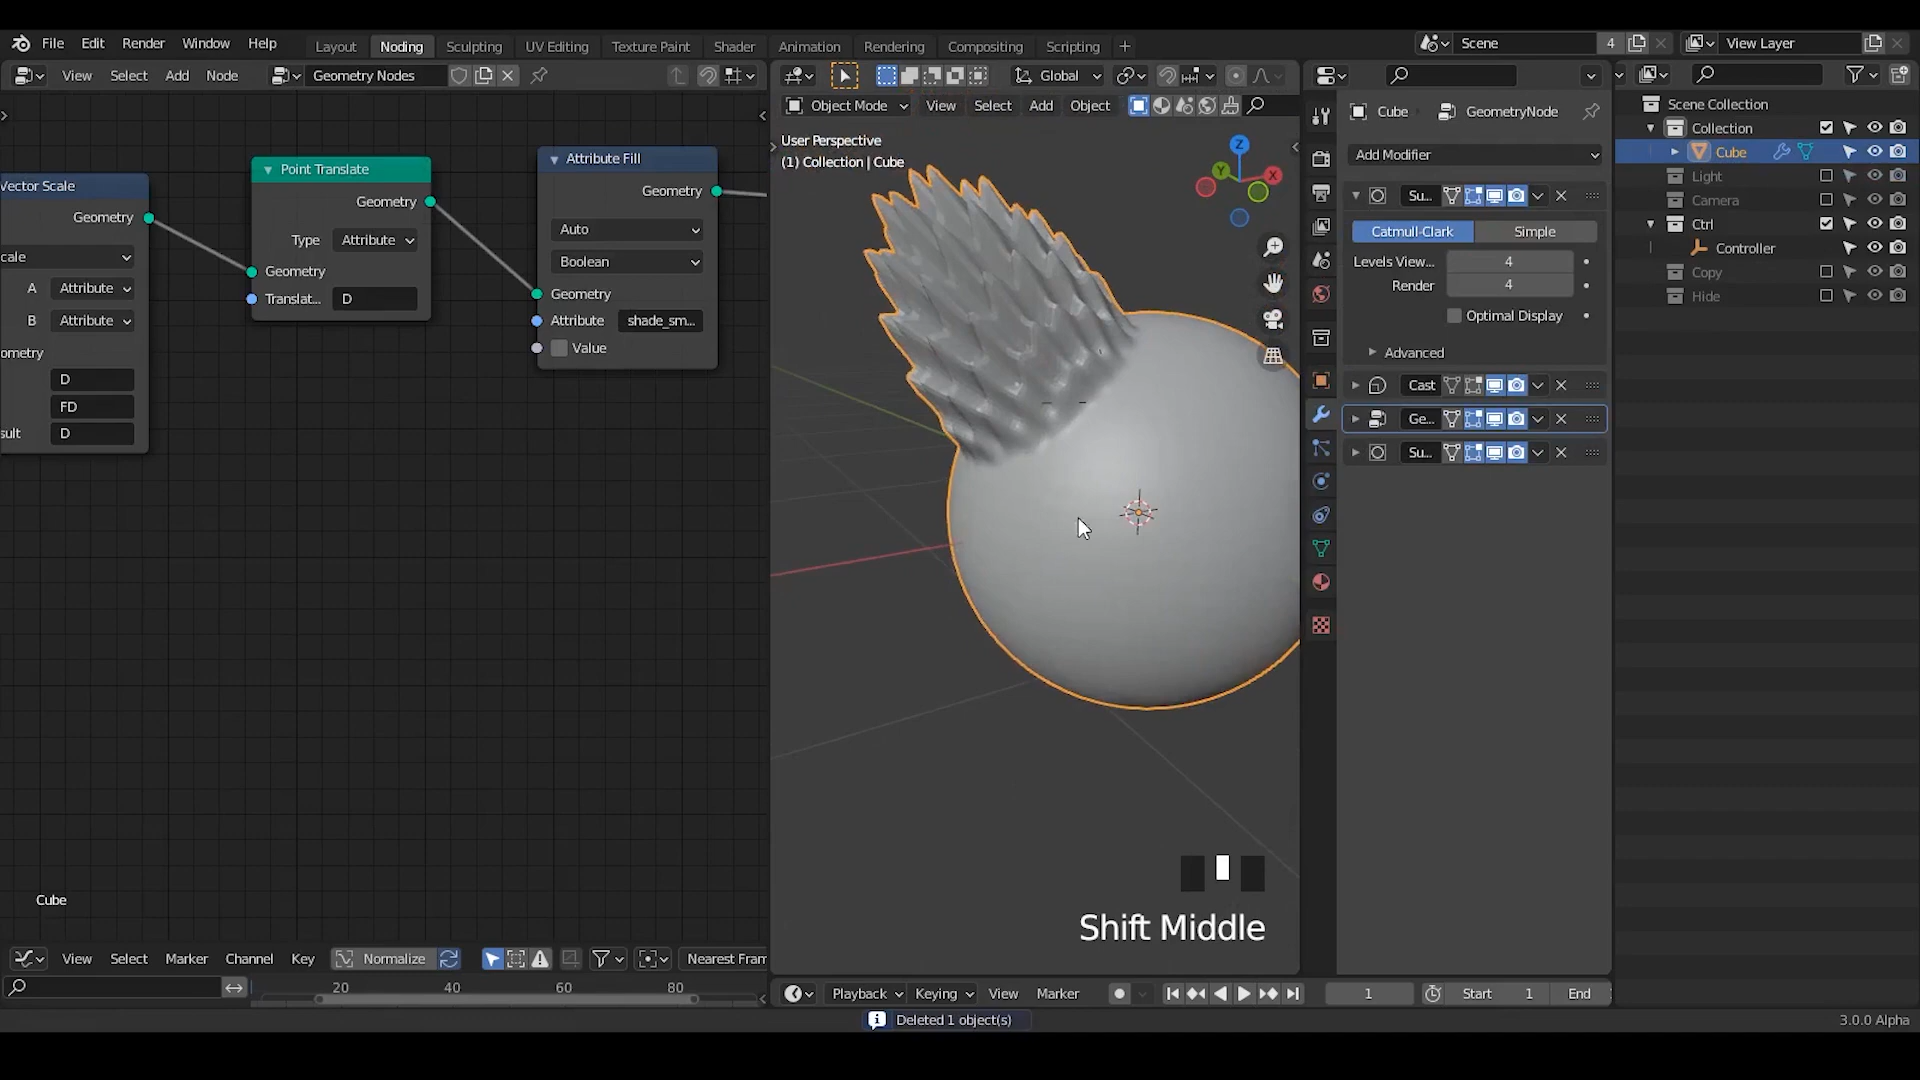 File Edit Render Window Help
Layout Noding Sculpting UV Editing Texture Paint Shader Animation Rendering Compositing Scripting +
Scene 4
View Layer
View Select Add Node
Geometry Nodes
Global
Object Mode View Select Add Object
User Perspective
(1) Collection | Cube
Z
Y
X
Vector Scale
Geometry
cale
A Attribute
B Attribute
ometry
D
FD
sult D
Point Translate
Geometry
Type Attribute
Geometry
Translat... D
Attribute Fill
Geometry
Auto
Boolean
Geometry
Attribute shade_sm...
Value
Cube
Shift Middle
Cube GeometryNode
Add Modifier
Su...
Catmull-Clark Simple
Levels View... 4
Render 4
Optimal Display
Advanced
Cast
Ge...
Su...
Scene Collection
Collection
Cube
Light
Camera
Ctrl
Controller
Copy
Hide
View Select Marker Channel Key Normalize Nearest Fram
20 40 60 80
Playback Keying View Marker 1 Start 1 End
Deleted 1 object(s)
3.0.0 Alpha